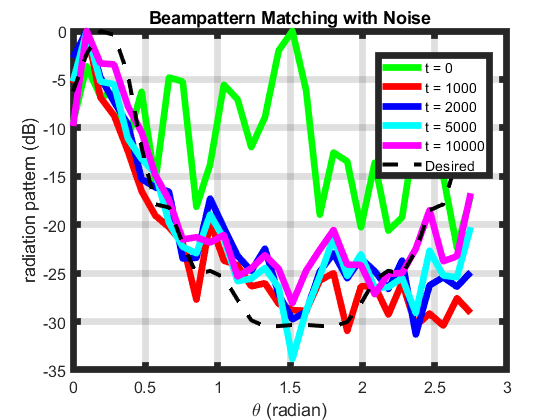 Beampattern Matching with Noise
radiation pattern (dB)
0
-5
-10
-15
-20
-25
-30
-35
t = 0
t = 1000
t = 2000
t = 5000
t = 10000
Desired
0
0.5
1
1.5
2
2.5
3
θ (radian)